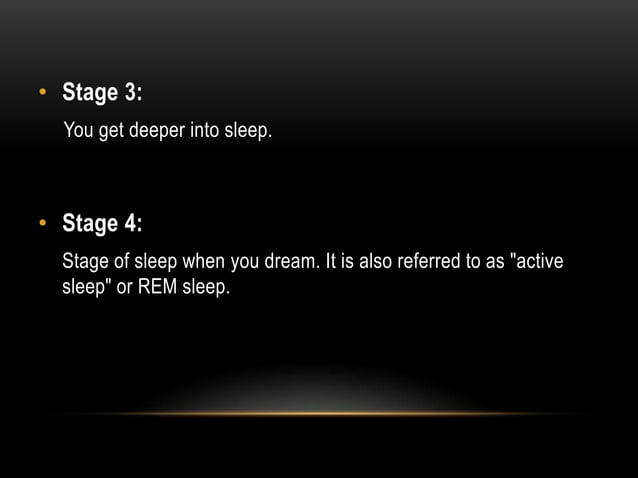 • Stage 3:
You get deeper into sleep.
• Stage 4:
Stage of sleep when you dream. It is also referred to as "active
sleep" or REM sleep.